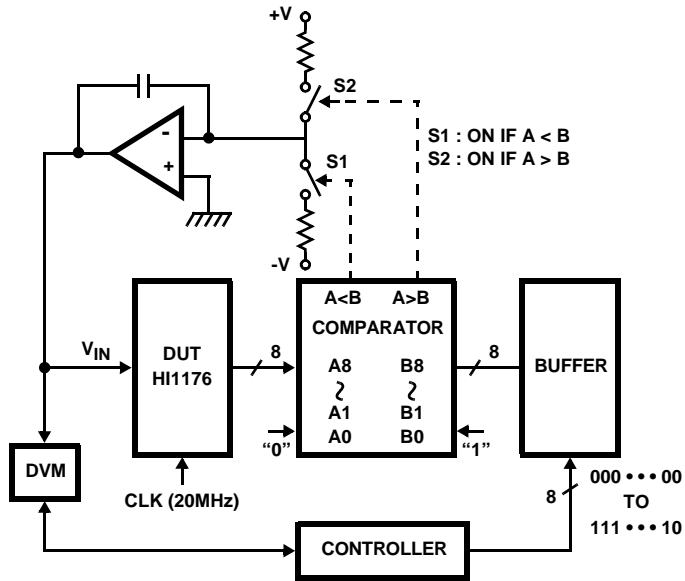 +V
S2
S1 : ON IF A < B
S2 : ON IF A > B
-
+
S1
-V
A<B A>B
COMPARATOR
A8 B8
A1 B1
A0 B0
DUT
HI1176
VIN
8
8
BUFFER
"0"
"1"
DVM
CLK (20MHz)
8
000 ••• 00
TO
111 ••• 10
CONTROLLER